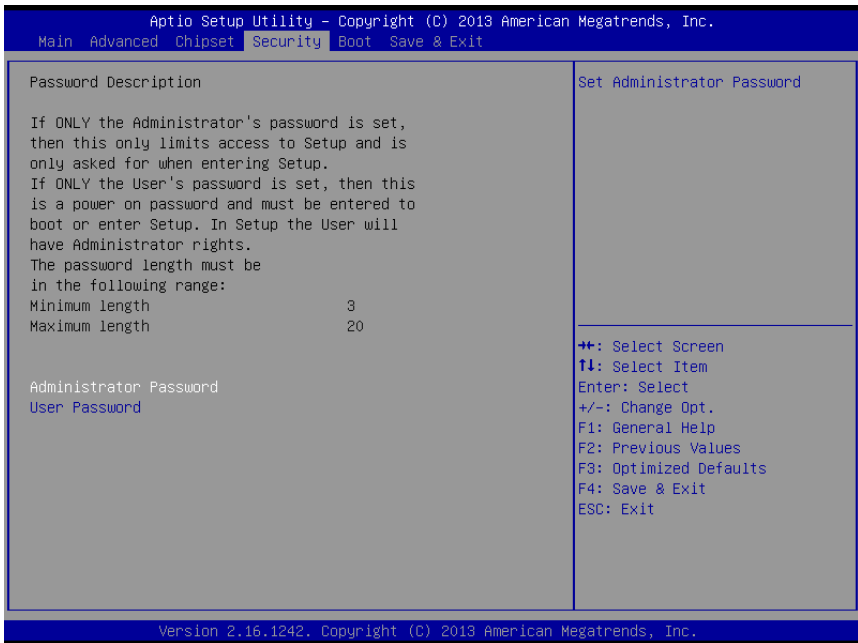 Aptio Setup Utility – Copyright (C) 2013 American Megatrends, Inc.
Main Advanced Chipset Security Boot Save & Exit
Password Description
If ONLY the Administrator's password is set,
then this only limits access to Setup and is
only asked for when entering Setup.
If ONLY the User's password is set, then this
is a power on password and must be entered to
boot or enter Setup. In Setup the User will
have Administrator rights.
The password length must be
in the following range:
Minimum length 3
Maximum length 20
Administrator Password
User Password
Set Administrator Password
→←: Select Screen
↑↓: Select Item
Enter: Select
+/-: Change Opt.
F1: General Help
F2: Previous Values
F3: Optimized Defaults
F4: Save & Exit
ESC: Exit
Version 2.16.1242. Copyright (C) 2013 American Megatrends, Inc.